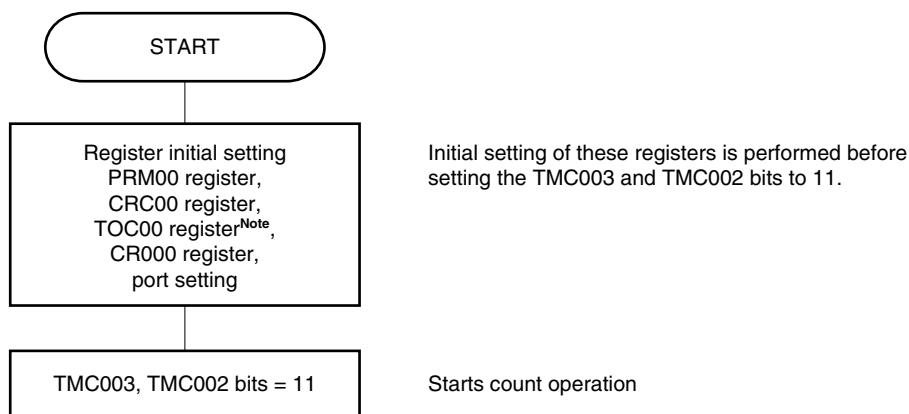 START
Register initial setting
PRM00 register,
CRC00 register,
TOC00 registerNote,
CR000 register,
port setting
Initial setting of these registers is performed before
setting the TMC003 and TMC002 bits to 11.
TMC003, TMC002 bits = 11
Starts count operation